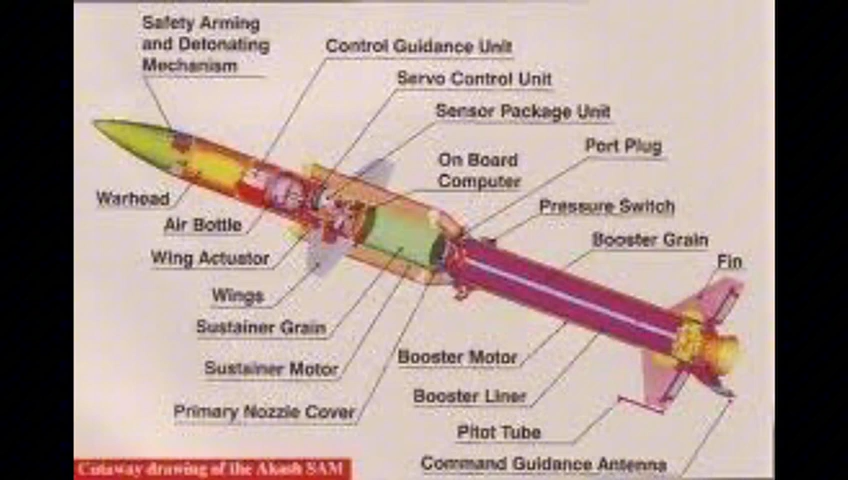 Safety Arming
and Detonating
Mechanism
Control Guidance Unit
Servo Control Unit
Sensor Package Unit
Port Plug
On Board
Computer
Warhead
Pressure Switch
Air Bottle
Booster Grain
Wing Actuator
Fin
Wings
Sustainer Grain
Booster Motor
Sustainer Motor
Booster Liner
Primary Nozzle Cover
Pitot Tube
Command Guidance Antenna
Cutaway drawing of the Akash SAM